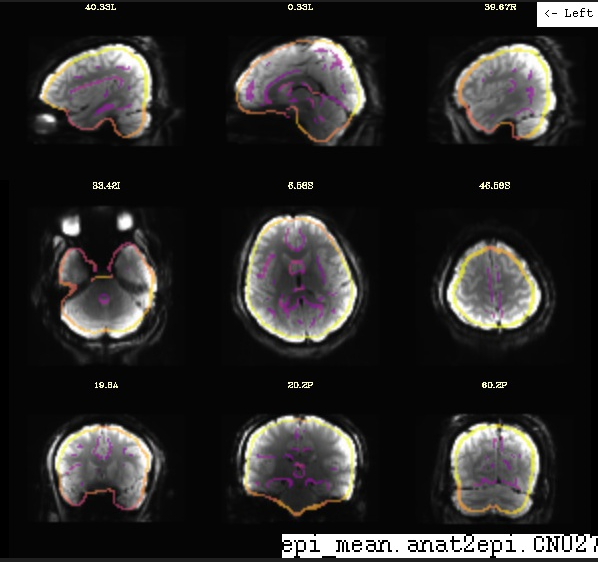 40.33L
0.33L
39.67R
<- Left
33.42I
6.58S
46.58S
19.8A
20.2P
60.2P
epi_mean.anat2epi.CN027